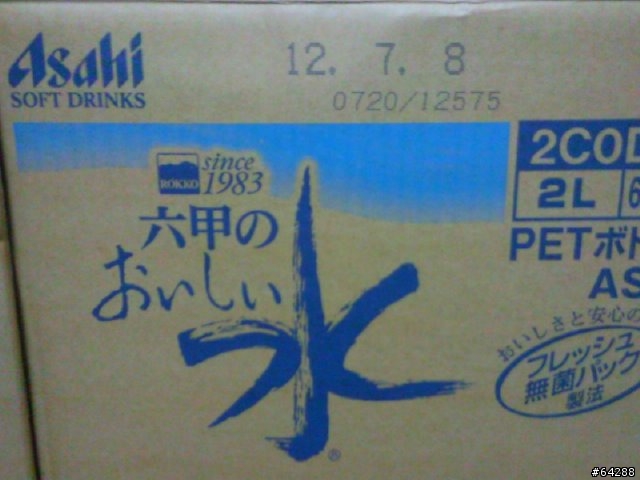 Asahi
SOFT DRINKS
12. 7. 8
0720/12575
ROKKO
since
1983
六甲の
おいしい
水
®
2L
PETボ
AS
おいしさと安心の
フレッシュ
無菌パック
製法
#64288